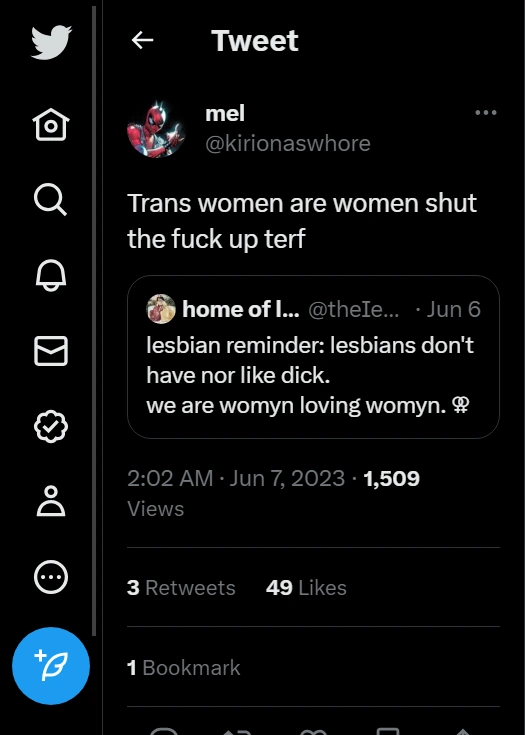 Tweet
mel
@kirionaswhore
Trans women are women shut
the fuck up terf
home of l... @theIe... · Jun 6
lesbian reminder: lesbians don't
have nor like dick.
we are womyn loving womyn. ⚢
2:02 AM · Jun 7, 2023 · 1,509
Views
3 Retweets 49 Likes
1 Bookmark